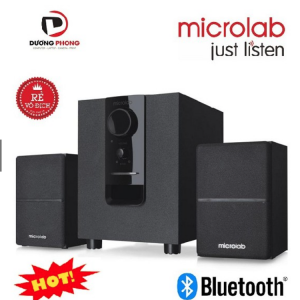 DƯƠNG PHONG
microlab
just listen
RẺ
VÔ ĐỊCH
microlab
microlab
HOT!
Bluetooth®